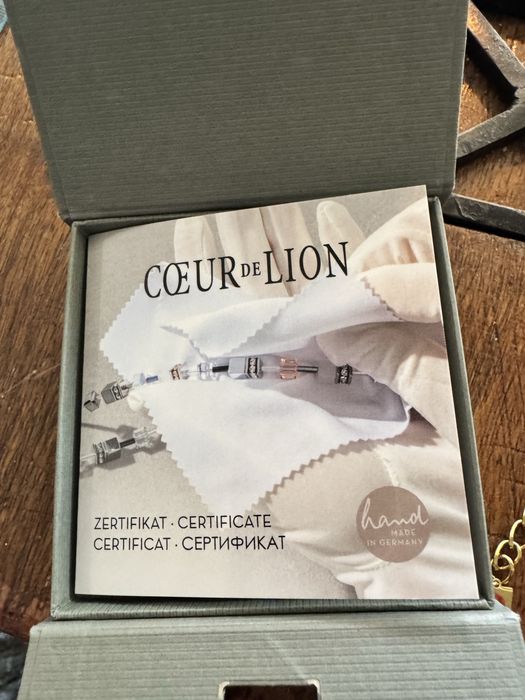 CŒUR DE LION
ZERTIFIKAT · CERTIFICATE
CERTIFICAT · СЕРТИФИКАТ
hand
MADE
IN GERMANY